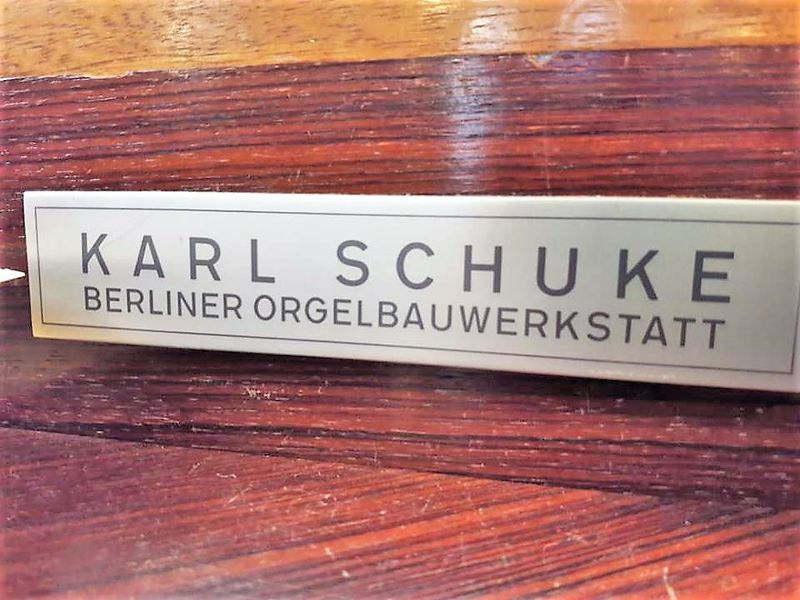 KARL SCHUKE
BERLINER ORGELBAUWERKSTATT